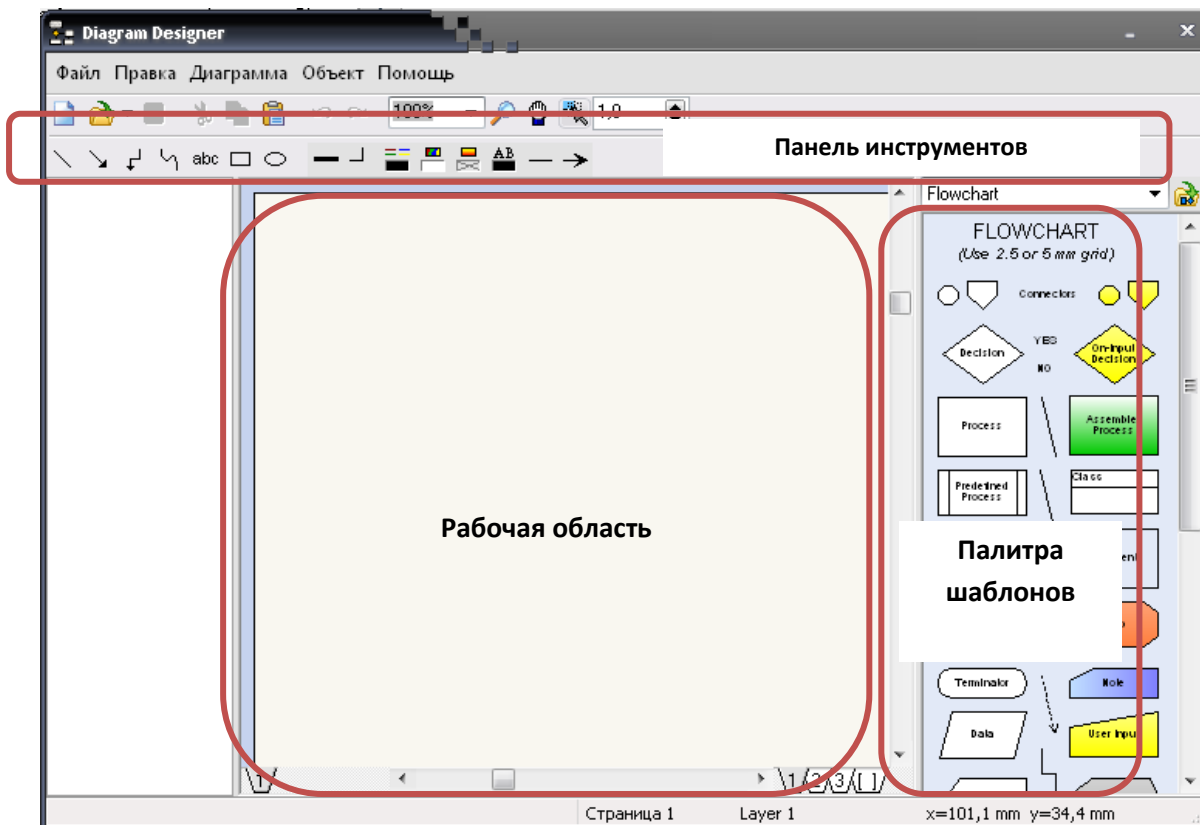 Diagram Designer
Файл Правка Диаграмма Объект Помощь
100% 1,0
abc AB
Панель инструментов
Flowchart
FLOWCHART
(Use 2.5 or 5 mm grid)
Connectors
Decision YES NO On-Input Decision
Process Assemble Process
Predefined Process Class
Рабочая область
Палитра шаблонов
Terminator Note
Data User Input
1 1 2 3 [ ]
Страница 1 Layer 1 x=101,1 mm y=34,4 mm